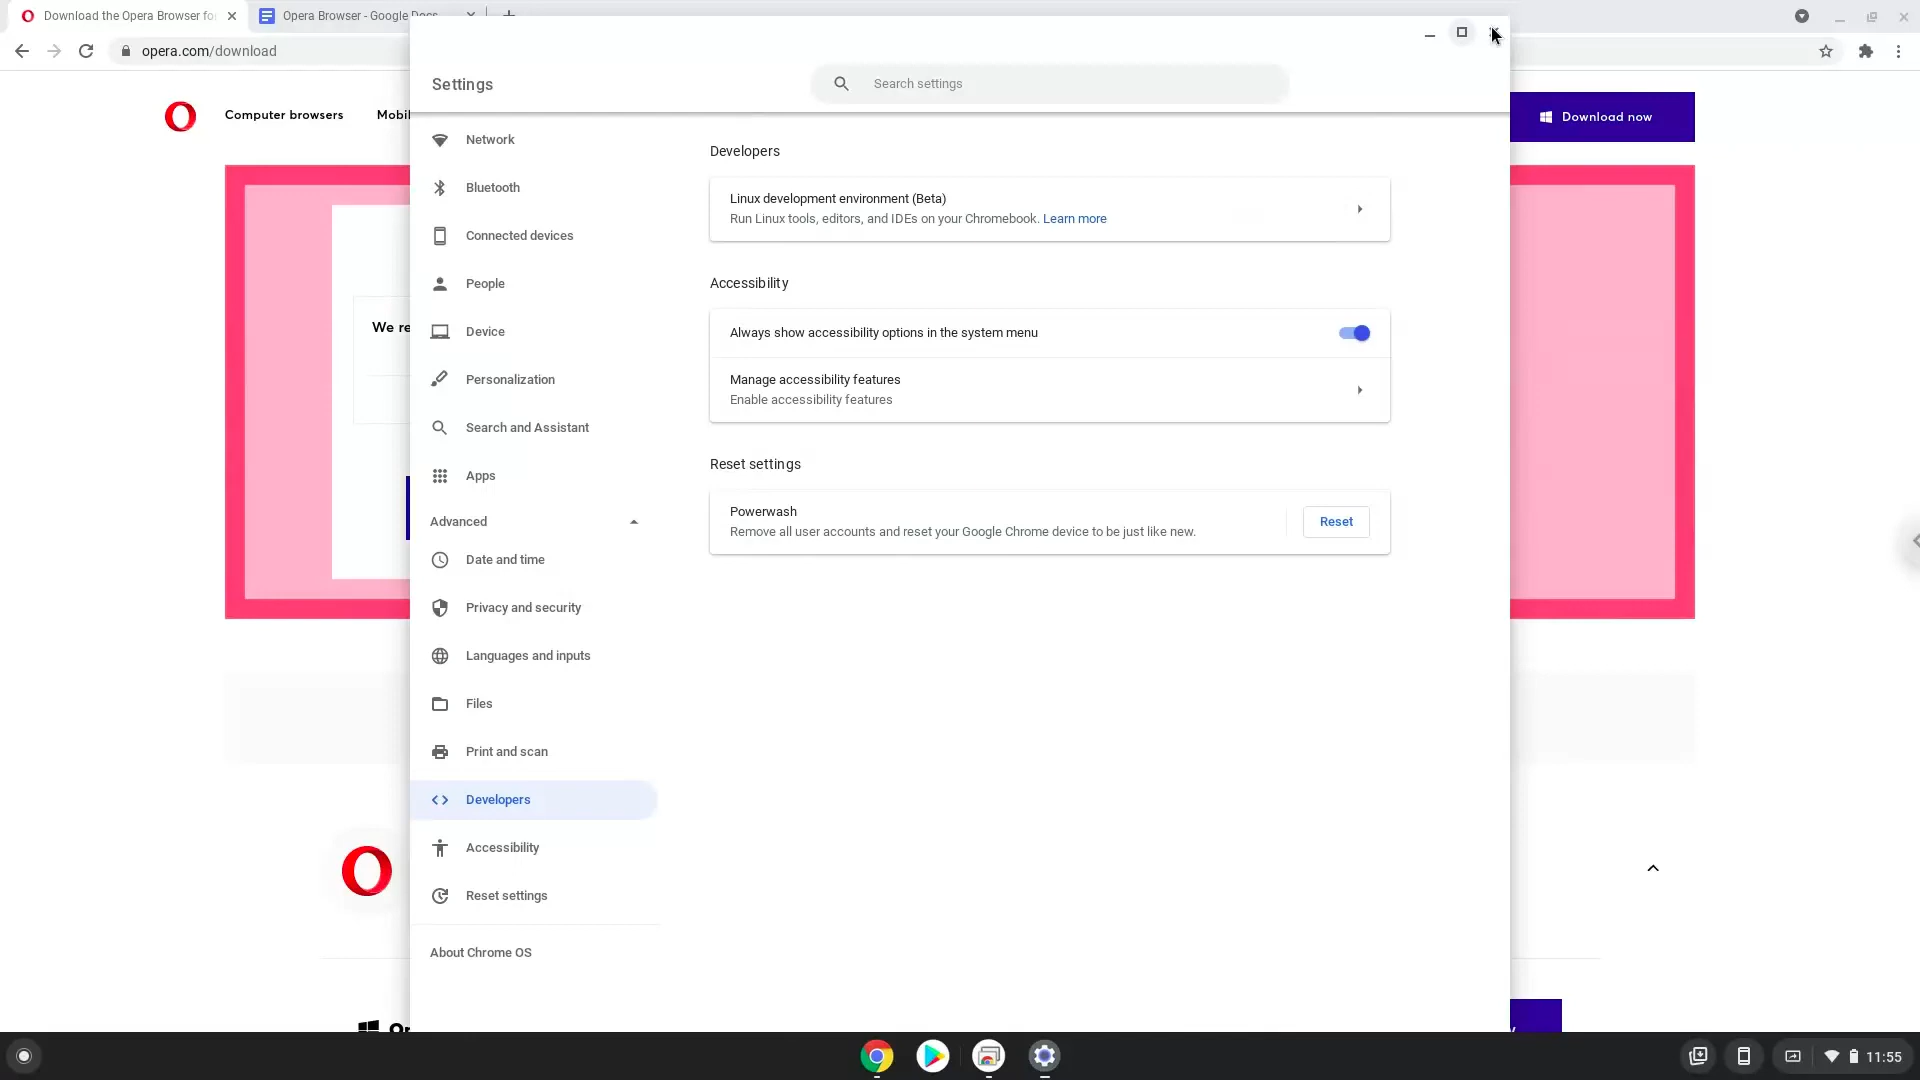 Download the Opera Browser fo
Opera Browser - Google Docs
opera.com/download
Settings
Search settings
Computer browsers
Mobil
Download now
Network
Bluetooth
Connected devices
People
Device
Personalization
Search and Assistant
Apps
Advanced
Date and time
Privacy and security
Languages and inputs
Files
Print and scan
Developers
Accessibility
Reset settings
About Chrome OS
Developers
Linux development environment (Beta)
Run Linux tools, editors, and IDEs on your Chromebook. Learn more
Accessibility
Always show accessibility options in the system menu
Manage accessibility features
Enable accessibility features
Reset settings
Powerwash
Remove all user accounts and reset your Google Chrome device to be just like new.
Reset
We re
11:55